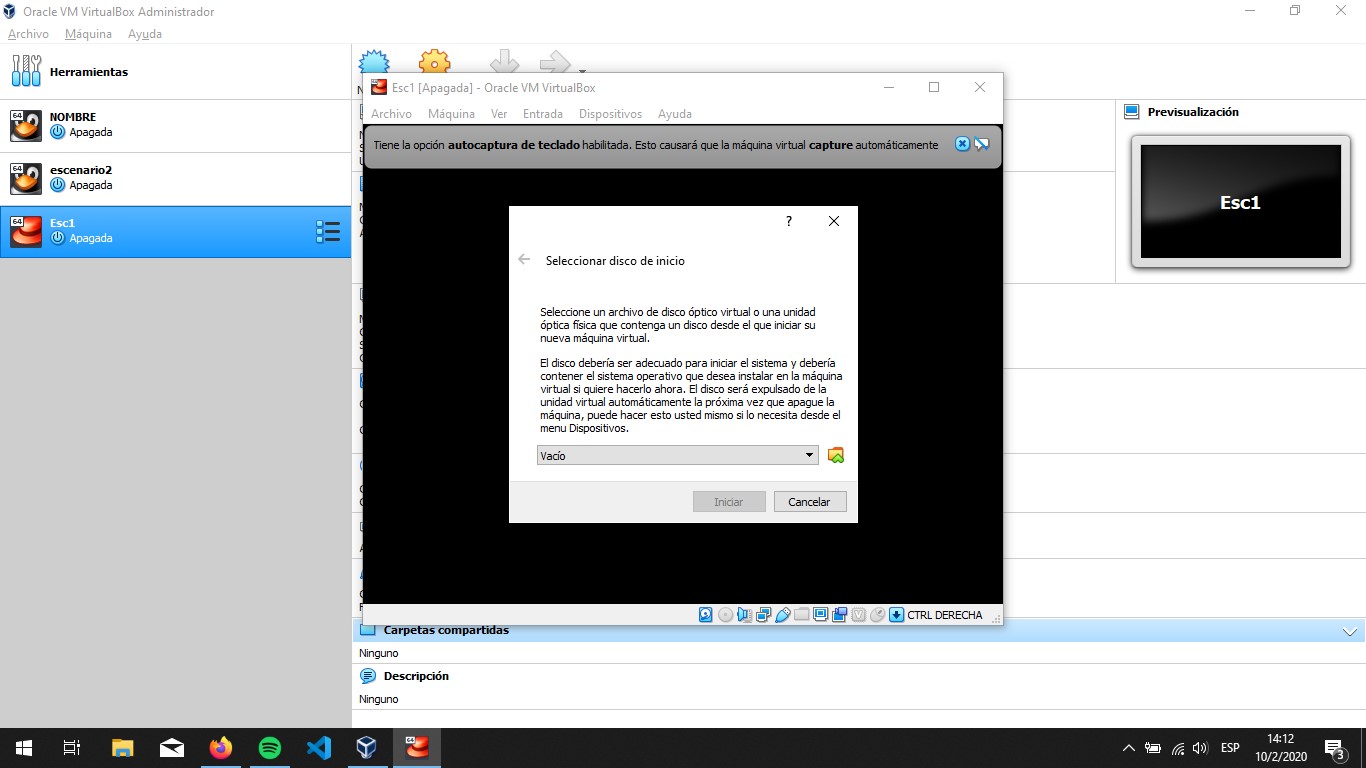 Oracle VM VirtualBox Administrador
Archivo Máquina Ayuda
Herramientas
64
NOMBRE
Apagada
64
escenario2
Apagada
64
Esc1
Apagada
Esc1 [Apagada] - Oracle VM VirtualBox
Archivo Máquina Ver Entrada Dispositivos Ayuda
Tiene la opción autocaptura de teclado habilitada. Esto causará que la máquina virtual capture automáticamente
?
Seleccionar disco de inicio
Seleccione un archivo de disco óptico virtual o una unidad
óptica física que contenga un disco desde el que iniciar su
nueva máquina virtual.
El disco debería ser adecuado para iniciar el sistema y debería
contener el sistema operativo que desea instalar en la máquina
virtual si quiere hacerlo ahora. El disco será expulsado de la
unidad virtual automáticamente la próxima vez que apague la
máquina, puede hacer esto usted mismo si lo necesita desde el
menu Dispositivos.
Vacío
Iniciar Cancelar
CTRL DERECHA
Previsualización
Esc1
Carpetas compartidas
Ninguno
Descripción
Ninguno
ESP
14:12
10/2/2020
3